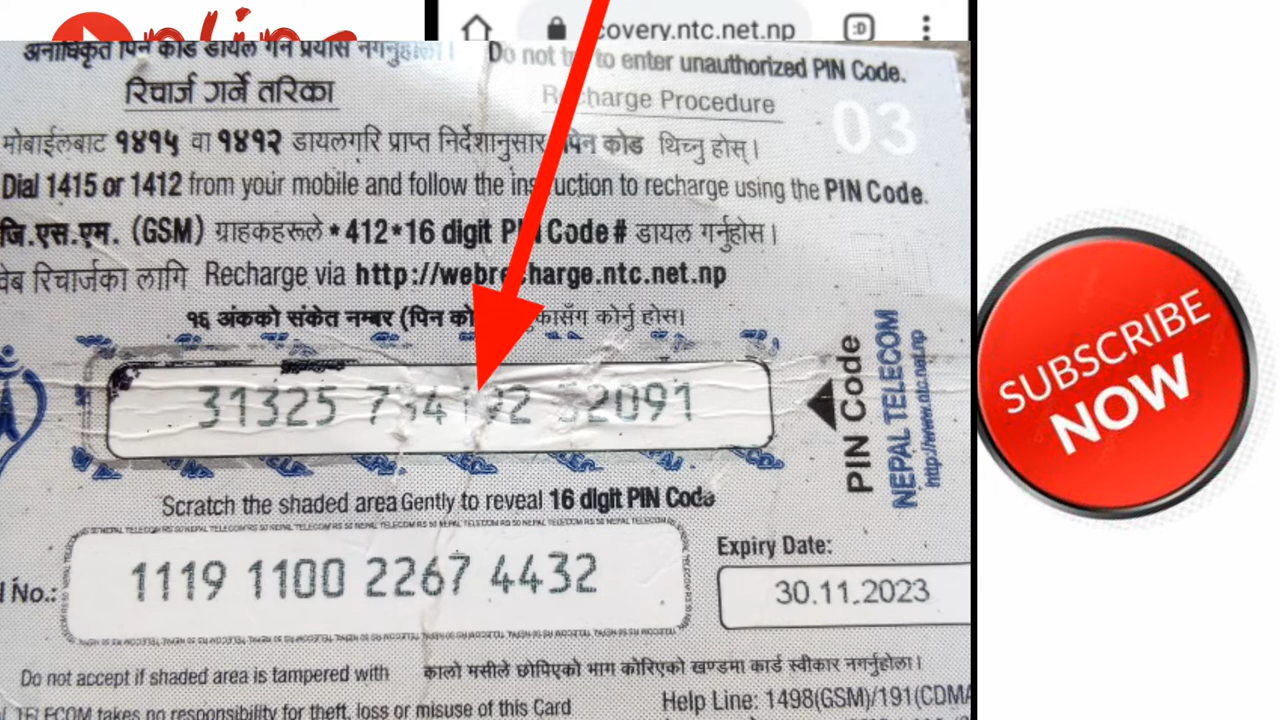 Online
covery.ntc.net.np
:D
अनाधिकृत पिन कोड डायल गर्ने प्रयास नगर्नुहोला।
Do not try to enter unauthorized PIN Code.
रिचार्ज गर्ने तरिका
Recharge Procedure
03
मोबाईलबाट १४१५ वा १४१२ डायलगरि प्राप्त निर्देशानुसार पिन कोड थिच्नु होस्।
Dial 1415 or 1412 from your mobile and follow the instruction to recharge using the PIN Code.
जि.एस.एम. (GSM) ग्राहकहरूले *412*16 digit PIN Code# डायल गर्नुहोस।
वेब रिचार्जका लागि Recharge via http://webrecharge.ntc.net.np
१६ अंकको संकेत नम्बर (पिन को कोर्नु होस।
31325 2091
PIN Code
NEPAL TELECOM
http://www.ntc.net.np
Scratch the shaded area Gently to reveal 16 digit PIN Code
No.: 1119 1100 2267 4432
Expiry Date:
30.11.2023
Do not accept if shaded area is tampered with
कालो मसीले छोपिएको भाग कोरिएको खण्डमा कार्ड स्वीकार नगर्नुहोला।
TELECOM takes no responsibility for theft, loss or misuse of this Card
Help Line: 1498(GSM)/191(CDMA
SUBSCRIBE
NOW